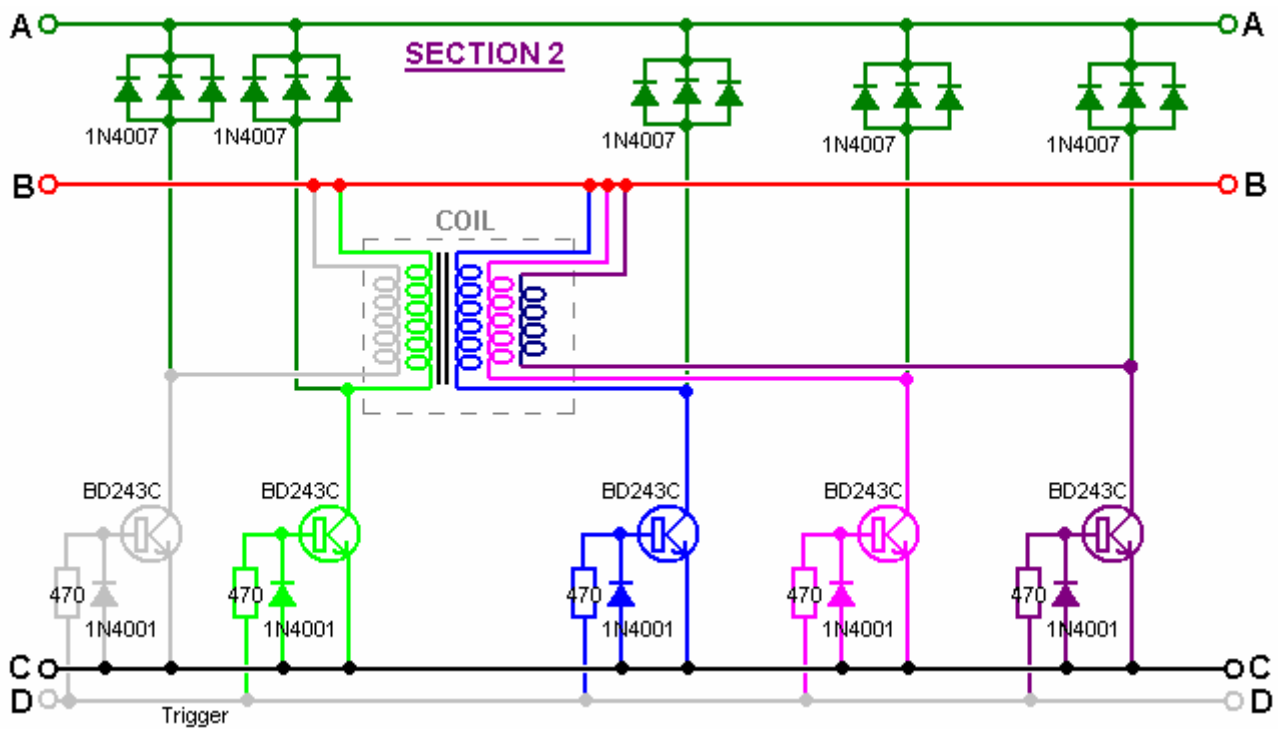 A A
SECTION 2
1N4007 1N4007 1N4007 1N4007 1N4007
B B
COIL
BD243C BD243C BD243C BD243C BD243C
470 470 470 470 470
1N4001 1N4001 1N4001 1N4001 1N4001
C C
D D
Trigger